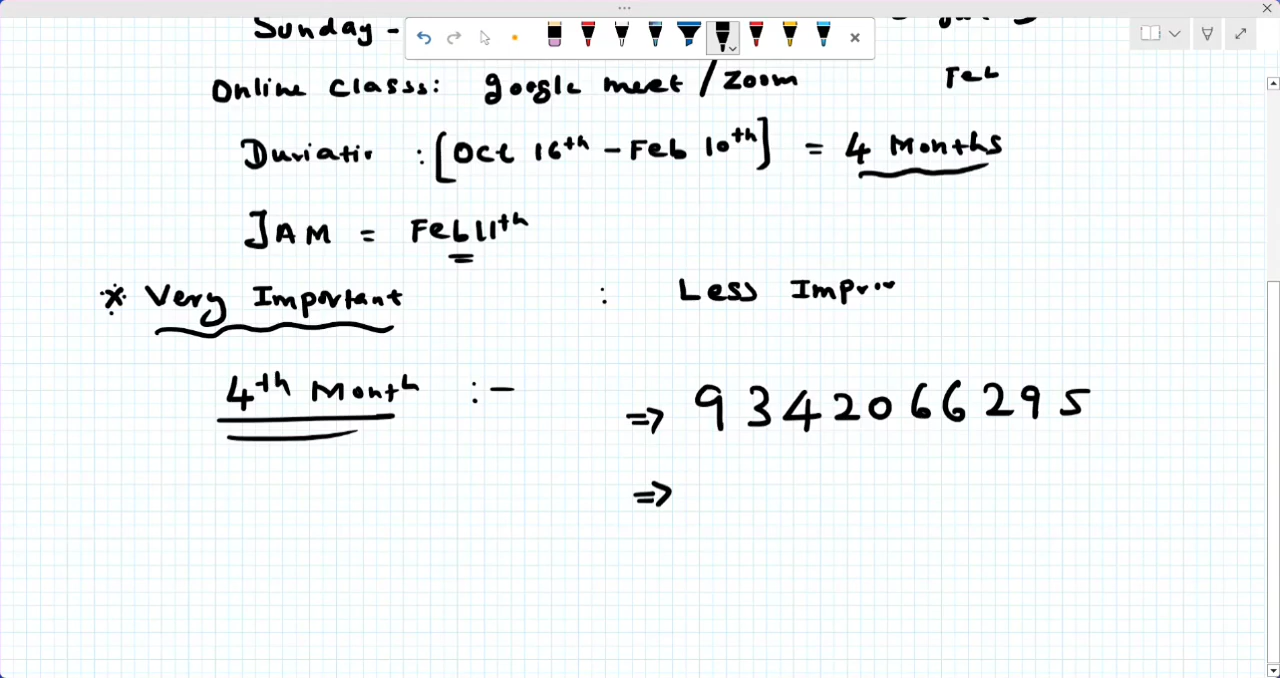 Sunday -
Online Classs: google meet / Zoom Feb
Duriatio : [Oct 16th - Feb 10th] = 4 Months
JAM = Feb 11th
* Very Important : Less Impriv
4th Month :- => 9342066295
=>